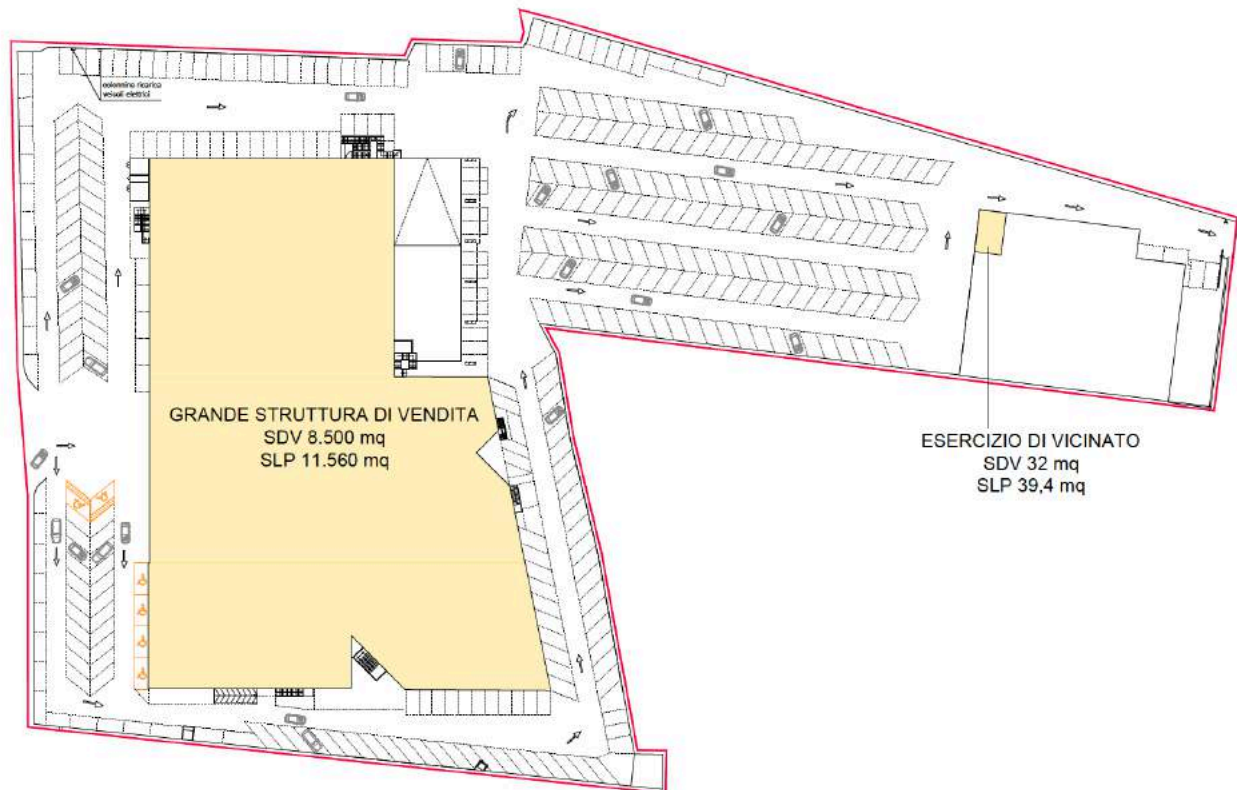 colonnina ricarica
veicoli elettrici
GRANDE STRUTTURA DI VENDITA
SDV 8.500 mq
SLP 11.560 mq
ESERCIZIO DI VICINATO
SDV 32 mq
SLP 39,4 mq